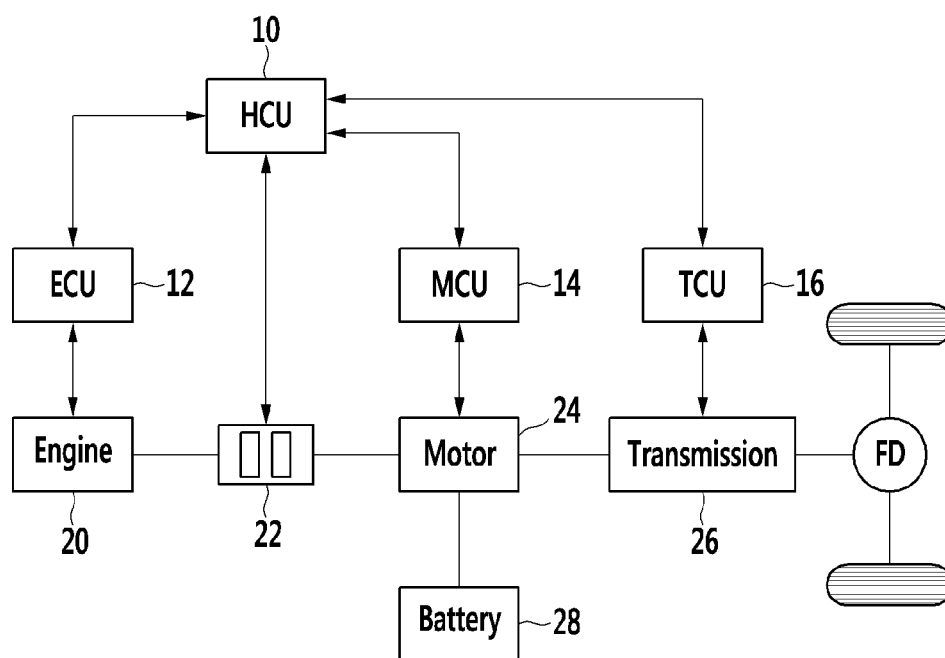 10
HCU
ECU
12
MCU
14
TCU
16
Engine
20
22
Motor
24
Transmission
26
FD
Battery
28